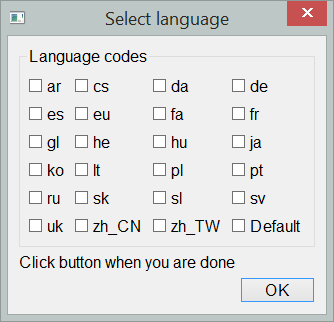 Select language
Language codes
ar cs da de
es eu fa fr
gl he hu ja
ko lt pl pt
ru sk sl sv
uk zh_CN zh_TW Default
Click button when you are done
OK